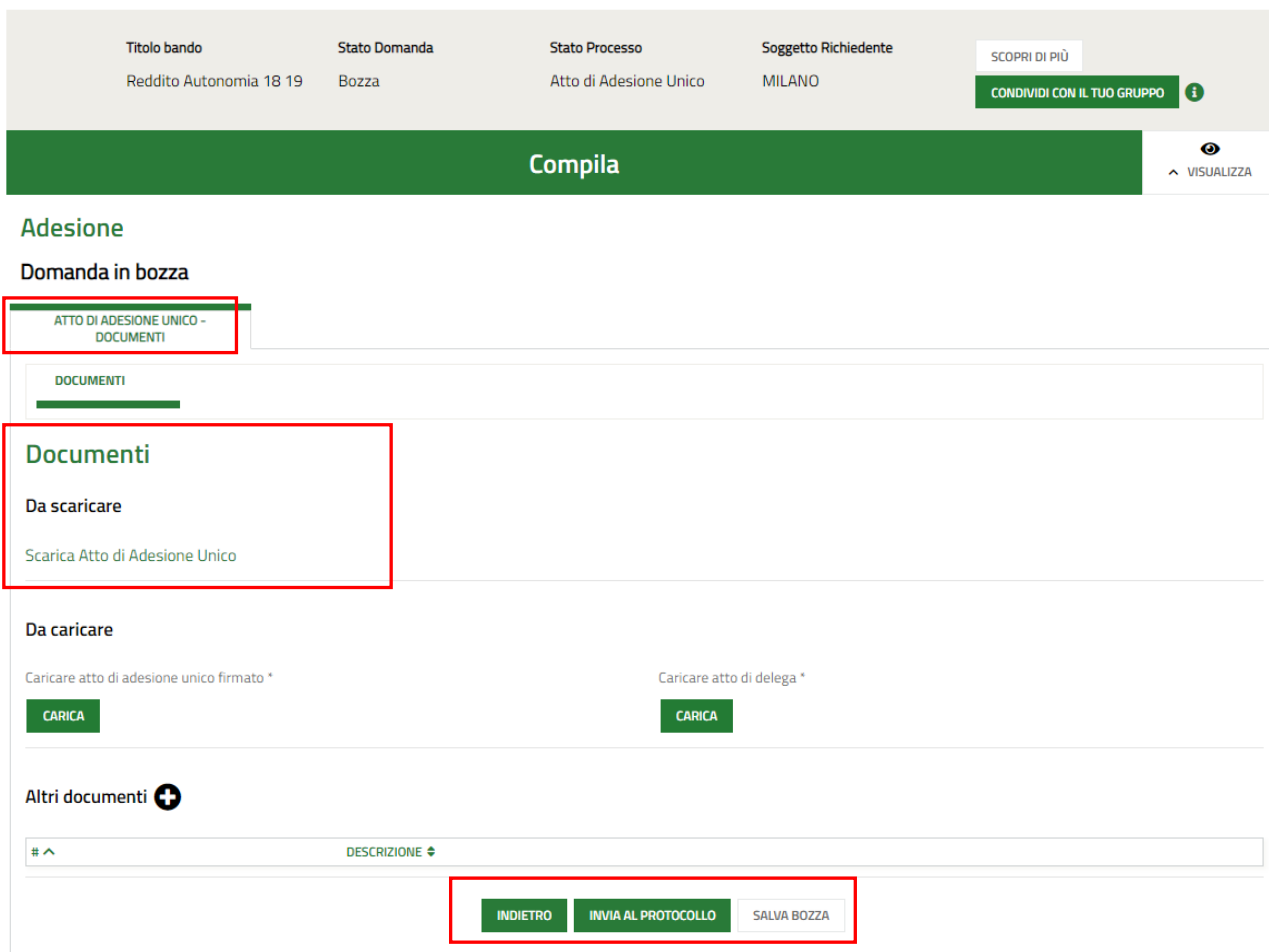 Titolo bando Stato Domanda Stato Processo Soggetto Richiedente
SCOPRI DI PIÙ
Reddito Autonomia 18 19 Bozza Atto di Adesione Unico MILANO
CONDIVIDI CON IL TUO GRUPPO
Compila
VISUALIZZA
Adesione
Domanda in bozza
ATTO DI ADESIONE UNICO -
DOCUMENTI
DOCUMENTI
Documenti
Da scaricare
Scarica Atto di Adesione Unico
Da caricare
Caricare atto di adesione unico firmato * Caricare atto di delega *
CARICA CARICA
Altri documenti
# DESCRIZIONE
INDIETRO INVIA AL PROTOCOLLO SALVA BOZZA